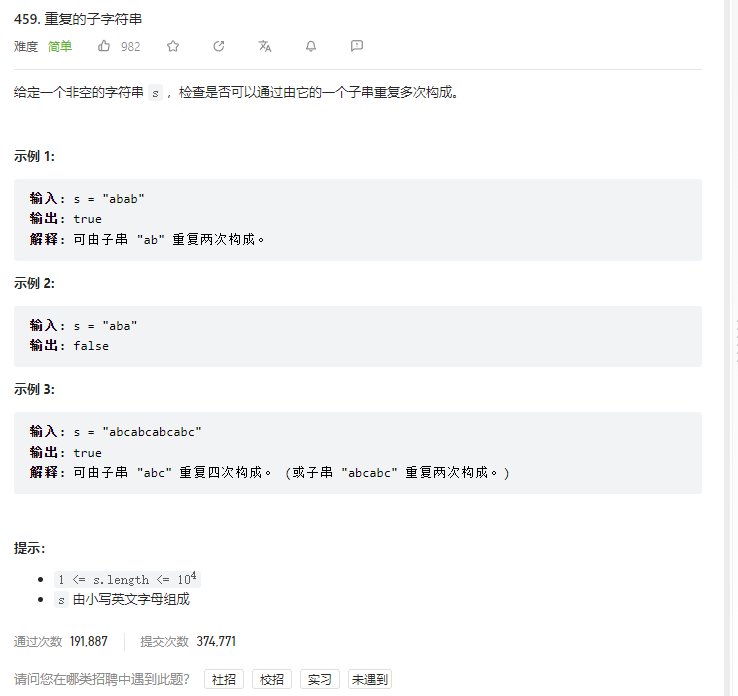 459. 重复的子字符串
难度 简单 982
给定一个非空的字符串 s ，检查是否可以通过由它的一个子串重复多次构成。
示例 1:
输入: s = "abab"
输出: true
解释: 可由子串 "ab" 重复两次构成。
示例 2:
输入: s = "aba"
输出: false
示例 3:
输入: s = "abcabcabcabc"
输出: true
解释: 可由子串 "abc" 重复四次构成。 (或子串 "abcabc" 重复两次构成。)
提示：
1 <= s.length <= 10⁴
s 由小写英文字母组成
通过次数 191,887 提交次数 374,771
请问您在哪类招聘中遇到此题？ 社招 校招 实习 未遇到